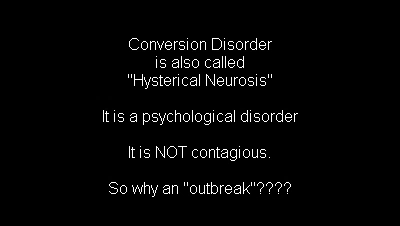 Conversion Disorder
is also called
"Hysterical Neurosis"
It is a psychological disorder
It is NOT contagious.
So why an "outbreak"????